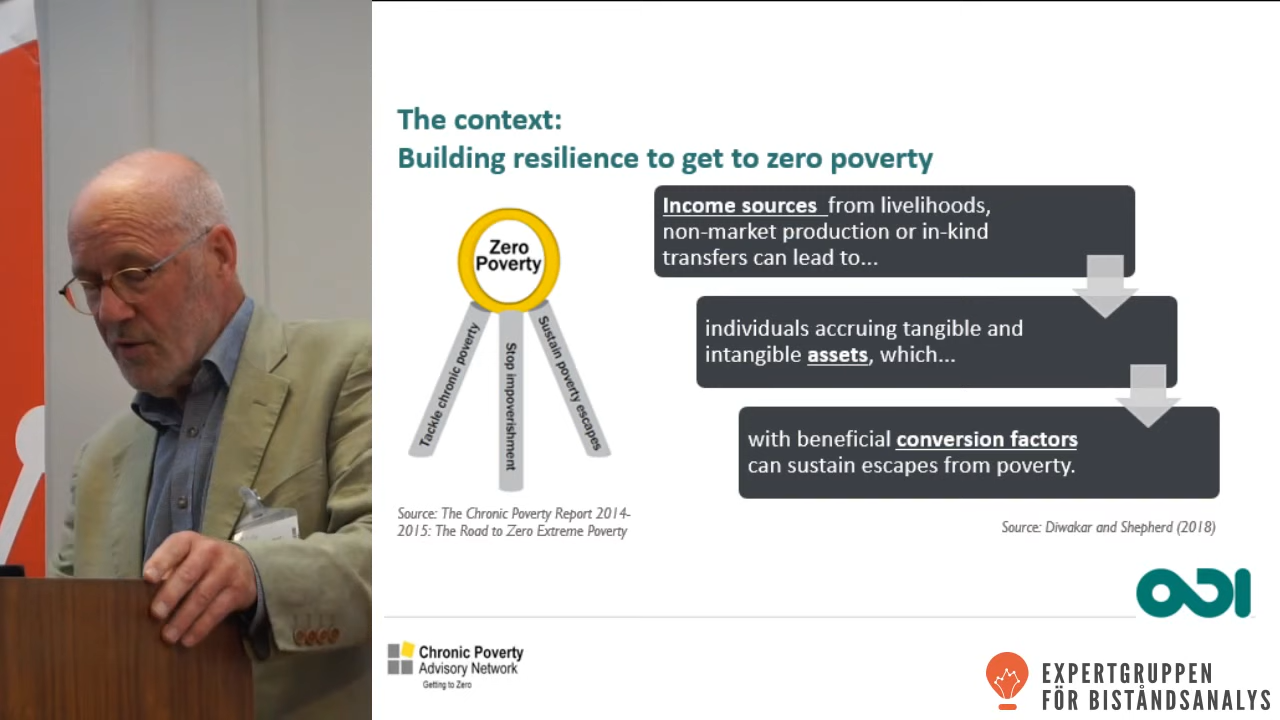 The context:
Building resilience to get to zero poverty
Zero
Poverty
Tackle chronic poverty
Stop impoverishment
Sustain poverty escapes
Source: The Chronic Poverty Report 2014-
2015: The Road to Zero Extreme Poverty
Income sources from livelihoods,
non-market production or in-kind
transfers can lead to...
individuals accruing tangible and
intangible assets, which...
with beneficial conversion factors
can sustain escapes from poverty.
Source: Diwakar and Shepherd (2018)
ODI
Chronic Poverty
Advisory Network
Getting to Zero
EXPERTGRUPPEN
FÖR BISTÅNDSANALYS